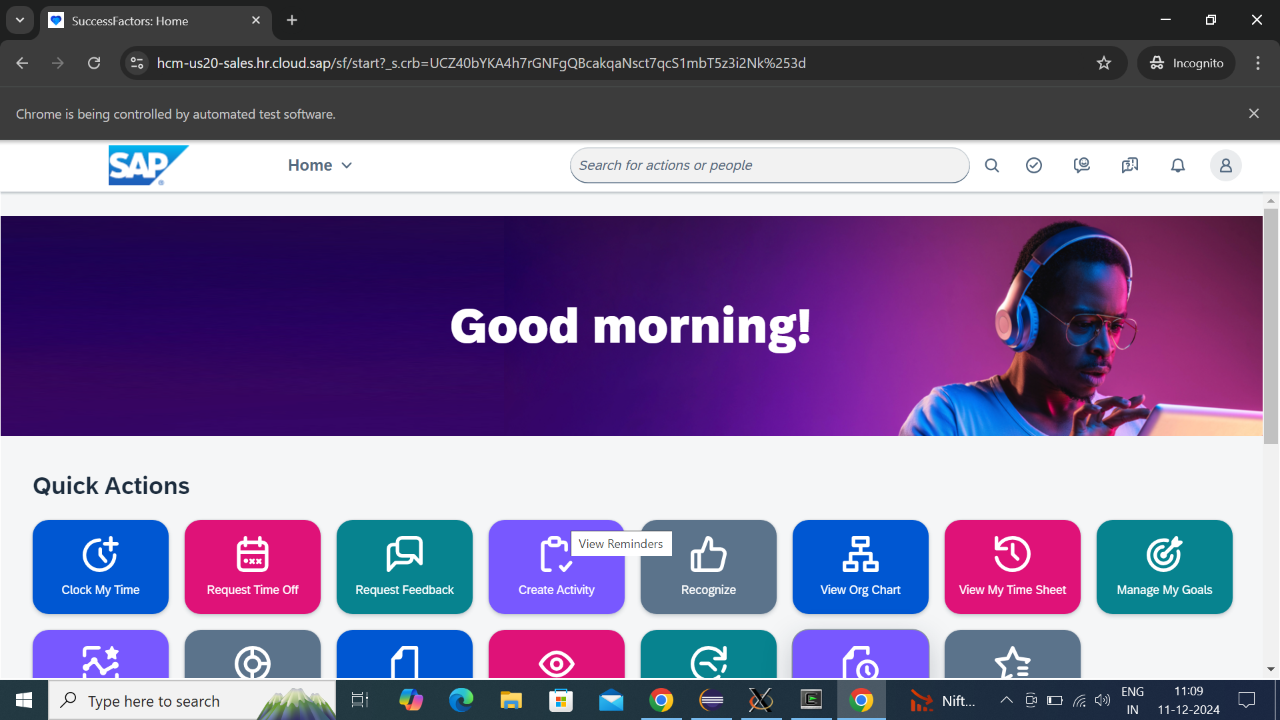 SuccessFactors: Home
hcm-us20-sales.hr.cloud.sap/sf/start?_s.crb=UCZ40bYKA4h7rGNFgQBcakqaNsct7qcS1mbT5z3i2Nk%253d
Incognito
Chrome is being controlled by automated test software.
SAP
Home
Search for actions or people
Good morning!
Quick Actions
View Reminders
Clock My Time
Request Time Off
Request Feedback
Create Activity
Recognize
View Org Chart
View My Time Sheet
Manage My Goals
Type here to search
Nift...
ENG
IN
11:09
11-12-2024